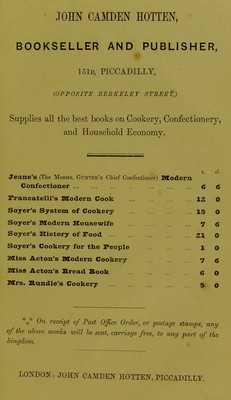 JOHN CAMDEN HOTTEN,
BOOKSELLER AND PUBLISHER,
151B, PICCADILLY,
(OPPOSITE BERKELEY STREET,)
Supplies all the best books on Cookery, Confectionery,
and Household Economy.
s. d.
Jeane's (The Messrs. GUNTER'S Chief Confectioner) Modern
Confectioner ... 6 6
Francatelli's Modern Cook 12 0
Soyer's System of Cookery 15 0
Soyer's Modern Housewife 7 6
Soyer's History of Food ... 21 0
Soyer's Cookery for the People 1 0
Miss Acton's Modern Cookery 7 6
Miss Acton's Bread Book 6 0
Mrs. Rundle's Cookery 5 0
*** On receipt of Post Office Order, or postage stamps, any
of the above works will be sent, carriage free, to any part of the
kingdom.
LONDON: JOHN CAMDEN HOTTEN, PICCADILLY.